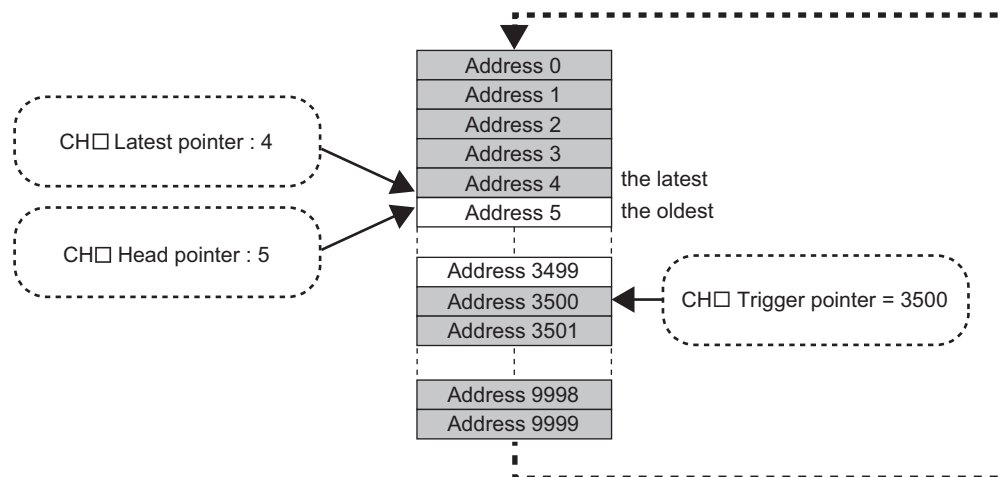 Address 0
Address 1
Address 2
CH□ Latest pointer : 4
Address 3
Address 4
the latest
Address 5
the oldest
CH□ Head pointer : 5
Address 3499
Address 3500
CH□ Trigger pointer = 3500
Address 3501
Address 9998
Address 9999